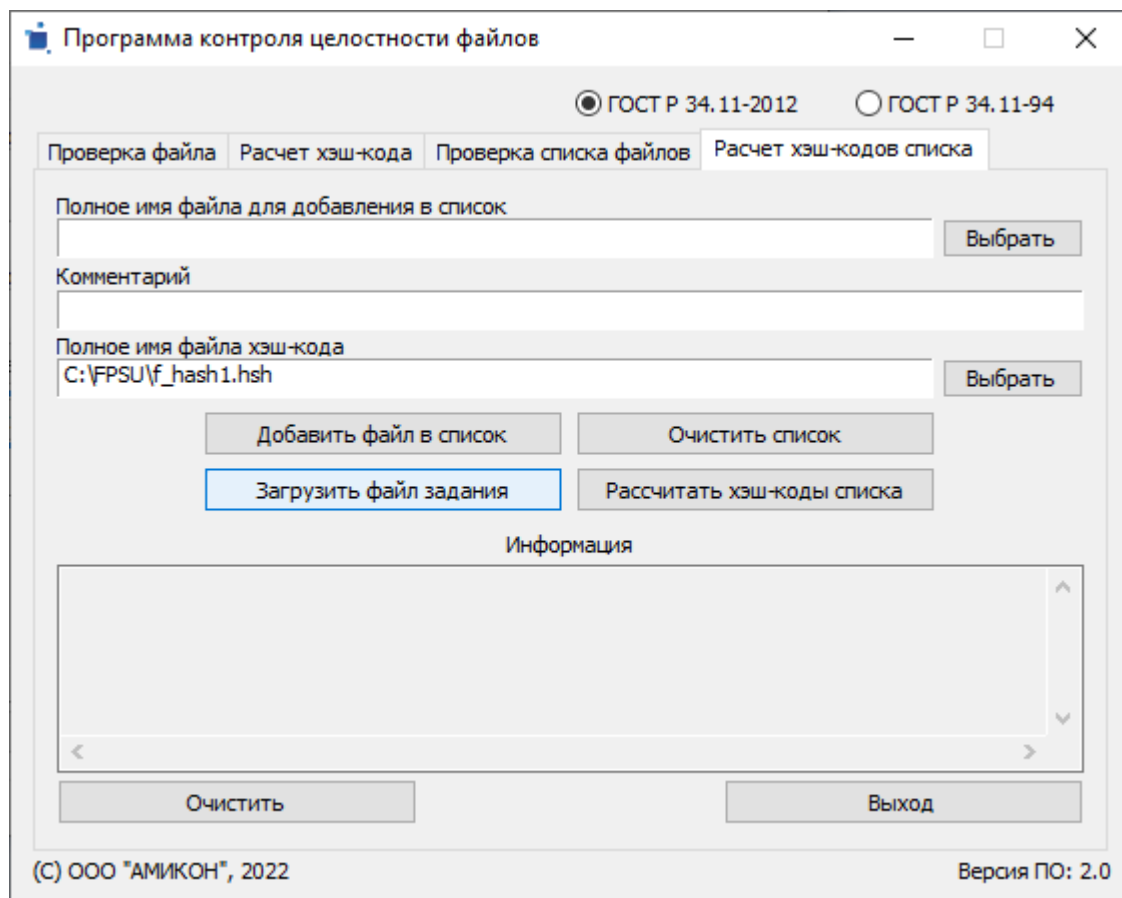 Программа контроля целостности файлов
ГОСТ Р 34.11-2012 ГОСТ Р 34.11-94
Проверка файла Расчет хэш-кода Проверка списка файлов Расчет хэш-кодов списка
Полное имя файла для добавления в список
Выбрать
Комментарий
Полное имя файла хэш-кода
C:\FPSU\f_hash1.hsh Выбрать
Добавить файл в список Очистить список
Загрузить файл задания Рассчитать хэш-коды списка
Информация
Очистить Выход
(С) ООО "АМИКОН", 2022 Версия ПО: 2.0